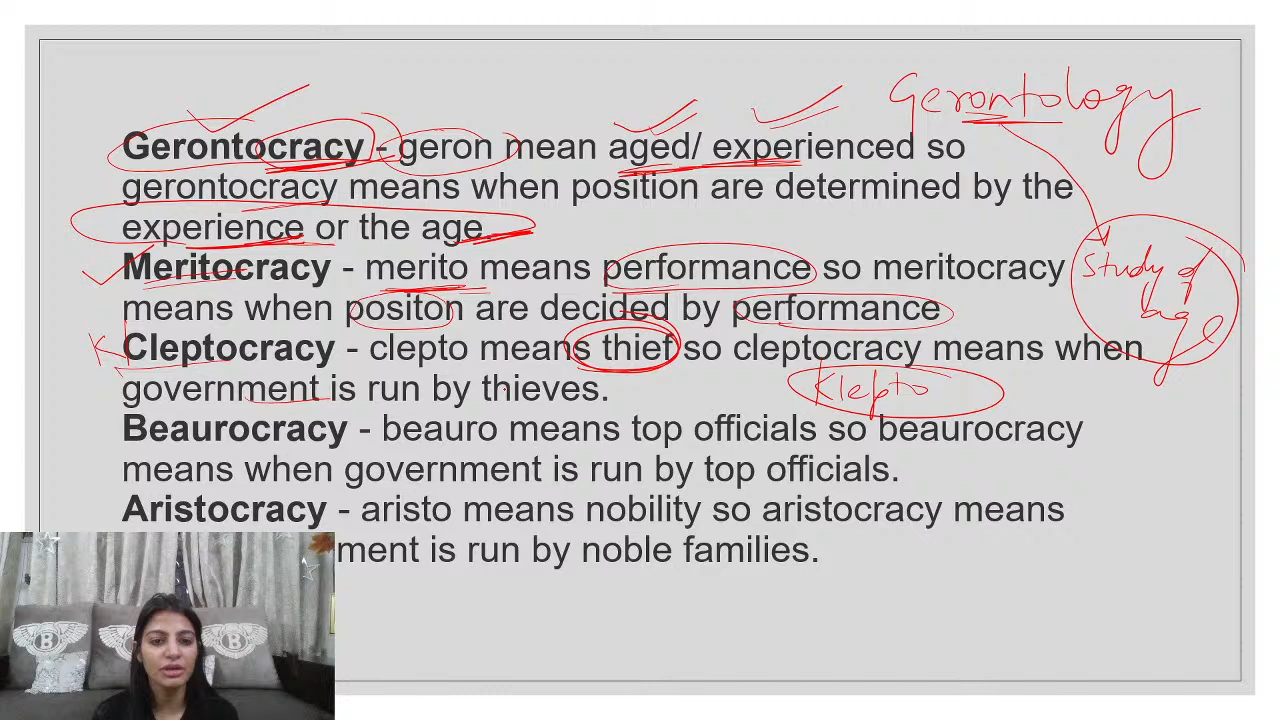 Gerontology
Gerontocracy - geron mean aged/ experienced so
gerontocracy means when position are determined by the
experience or the age.
Meritocracy - merito means performance so meritocracy
means when positon are decided by performance
Study of
age
K
Cleptocracy - clepto means thief so cleptocracy means when
government is run by thieves.
Klepto
Beaurocracy - beauro means top officials so beaurocracy
means when government is run by top officials.
Aristocracy - aristo means nobility so aristocracy means
ment is run by noble families.
B
B